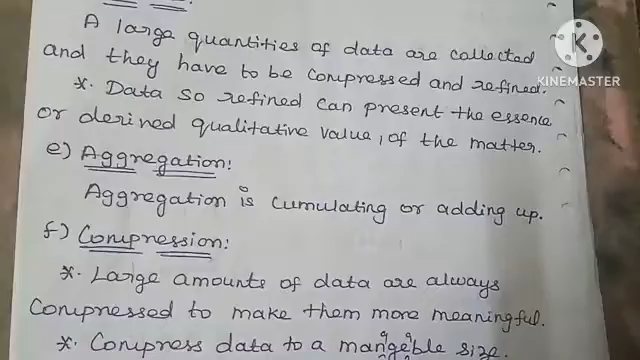 A large quantities of data are collected
and they have to be compressed and refined.
*. Data so refined can present the essence
or derined qualitative value, of the matter.
e) Aggregation:
Aggregation is cumulating or adding up.
f) Compression:
*. Large amounts of data are always
compressed to make them more meaningful.
*. Compress data to a mangeble size.
KINEMASTER